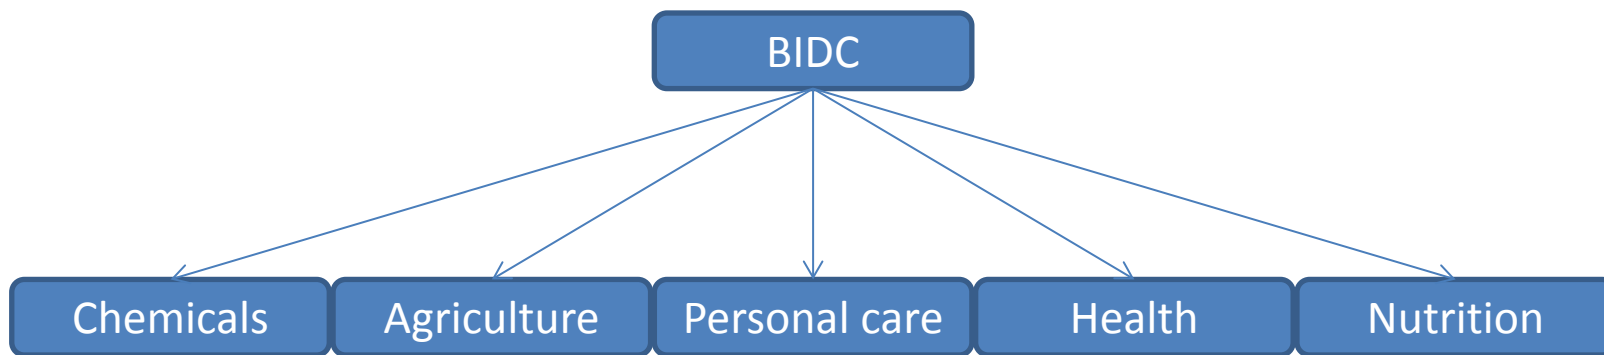 BIDC
Chemicals
Agriculture
Personal care
Health
Nutrition